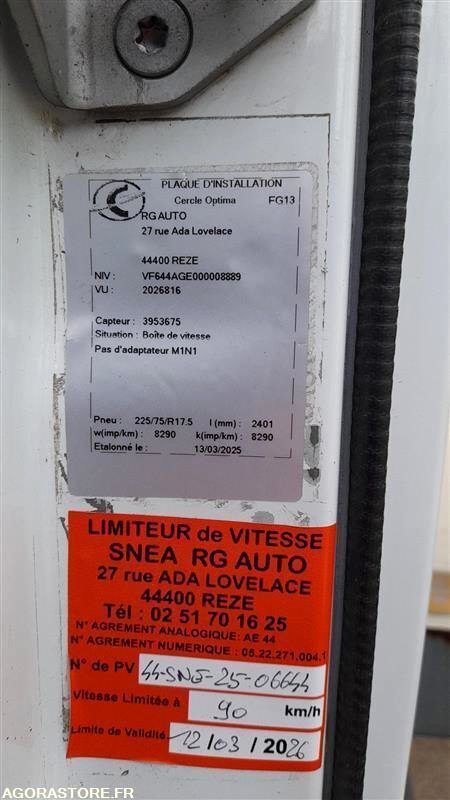 PLAQUE D'INSTALLATION
Cercle Optima FG13
RG AUTO
27 rue Ada Lovelace
44400 REZE
NIV : VF644AGE000008889
VU : 2026816
Capteur : 3953675
Situation : Boîte de vitesse
Pas d'adaptateur M1N1
Pneu : 225/75/R17.5 l (mm) : 2401
w(imp/km) : 8290 k(imp/km) : 8290
Etalonné le : 13/03/2025
LIMITEUR de VITESSE
SNEA RG AUTO
27 rue ADA LOVELACE
44400 REZE
Tél : 02 51 70 16 25
N° AGREMENT ANALOGIQUE: AE 44
N° AGREMENT NUMERIQUE : 05.22.271.004.1
N° de PV 44-SNE-25-06644
Vitesse Limitée à 90 km/h
Limite de Validité 12/03/2026
AGORASTORE.FR